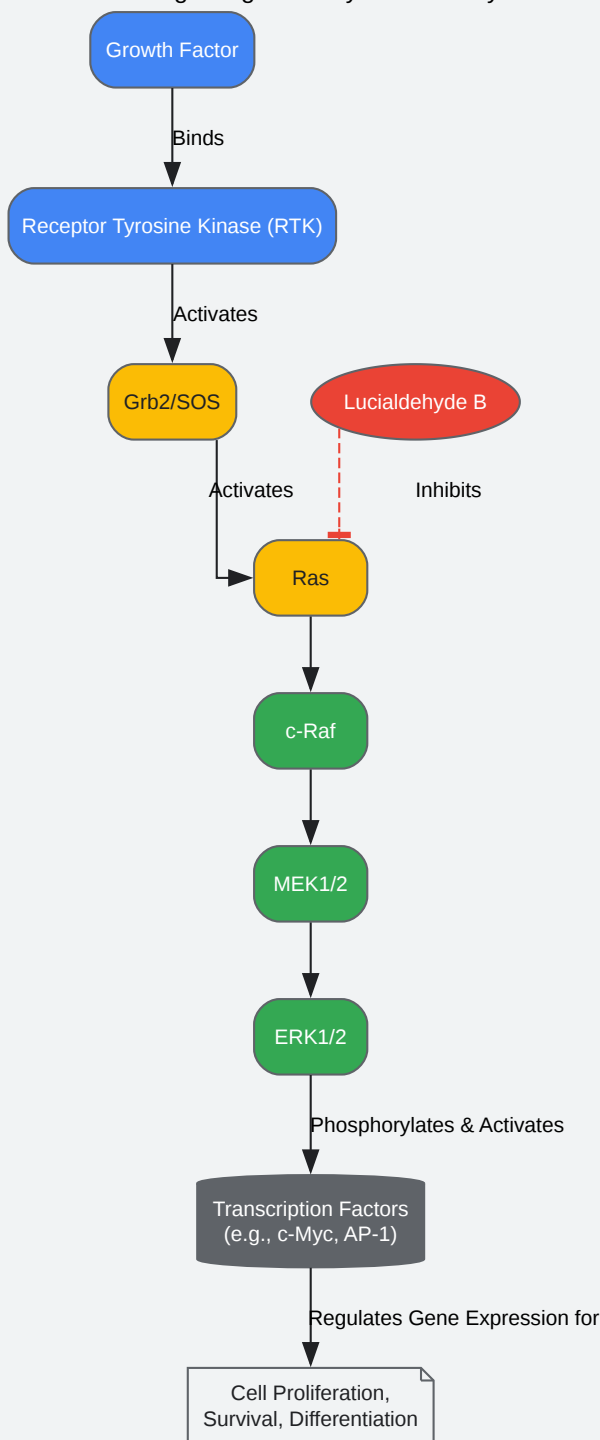 Growth Factor
Binds
Receptor Tyrosine Kinase (RTK)
Activates
Grb2/SOS
Lucialdehyde B
Activates
Inhibits
Ras
c-Raf
MEK1/2
ERK1/2
Phosphorylates & Activates
Transcription Factors
(e.g., c-Myc, AP-1)
Regulates Gene Expression for
Cell Proliferation,
Survival, Differentiation